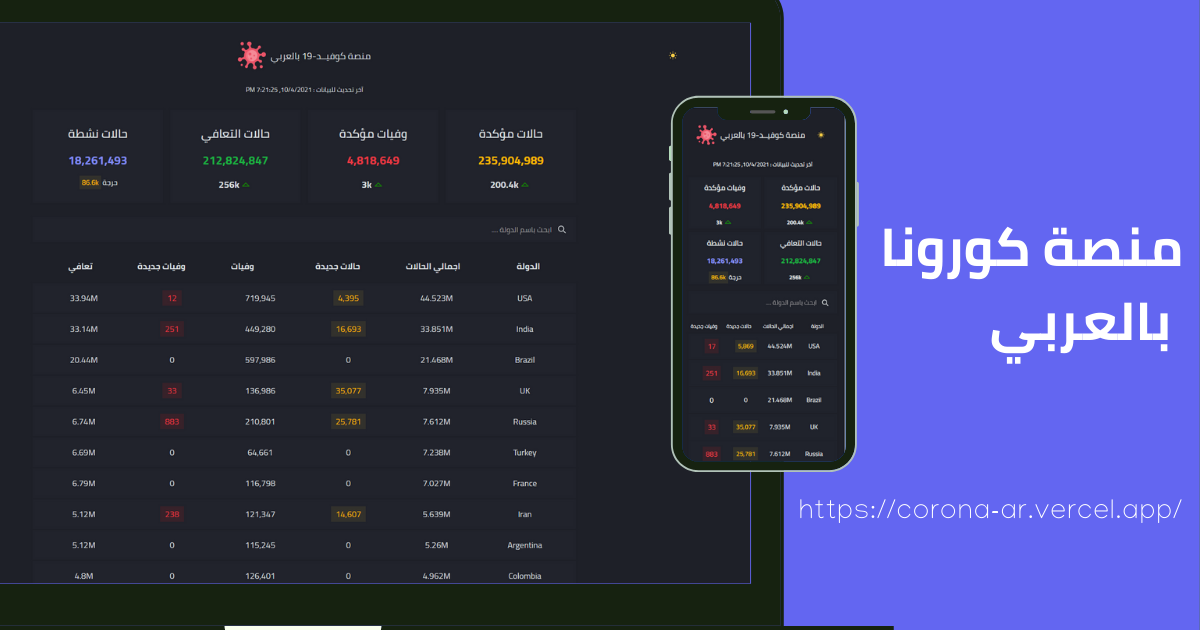 منصة كوفيــد-19 بالعربي
آخر تحديث للبيانات : 10/4/2021, 7:21:25 PM
حالات مؤكدة وفيات مؤكدة حالات التعافي حالات نشطة
235,904,989 4,818,649 212,824,847 18,261,493
200.4k 3k 256k حرجة 86.6k
ابحث باسم الدولة ...
الدولة اجمالي الحالات حالات جديدة وفيات وفيات جديدة تعافي
USA 44.523M 4,395 719,945 12 33.94M
India 33.851M 16,693 449,280 251 33.14M
Brazil 21.468M 0 597,986 0 20.44M
UK 7.935M 35,077 136,986 33 6.45M
Russia 7.612M 25,781 210,801 883 6.74M
Turkey 7.238M 0 64,661 0 6.69M
France 7.027M 0 116,798 0 6.79M
Iran 5.639M 14,607 121,347 238 5.12M
Argentina 5.26M 0 115,245 0 5.12M
Colombia 4.962M 0 126,401 0 4.8M
منصة كوفيــد-19 بالعربي
آخر تحديث للبيانات : 10/4/2021, 7:21:25 PM
حالات مؤكدة وفيات مؤكدة
235,904,989 4,818,649
200.4k 3k
حالات التعافي حالات نشطة
212,824,847 18,261,493
256k حرجة 86.6k
ابحث باسم الدولة ...
الدولة اجمالي الحالات حالات جديدة وفيات جديدة
USA 44.524M 5,869 17
India 33.851M 16,693 251
Brazil 21.468M 0 0
UK 7.935M 35,077 33
Russia 7.612M 25,781 883
منصة كورونا
بالعربي
https://corona-ar.vercel.app/